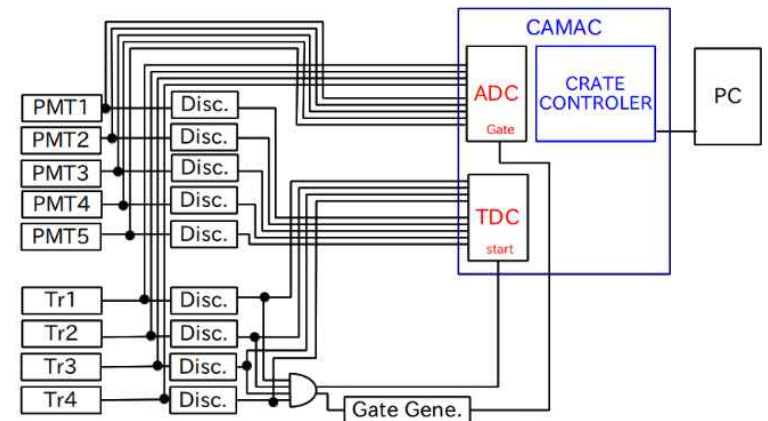 CAMAC
ADC
Gate
CRATE
CONTROLER
PC
PMT1
Disc.
PMT2
Disc.
PMT3
Disc.
PMT4
Disc.
PMT5
Disc.
TDC
start
Tr1
Disc.
Tr2
Disc.
Tr3
Disc.
Tr4
Disc.
Gate Gene.